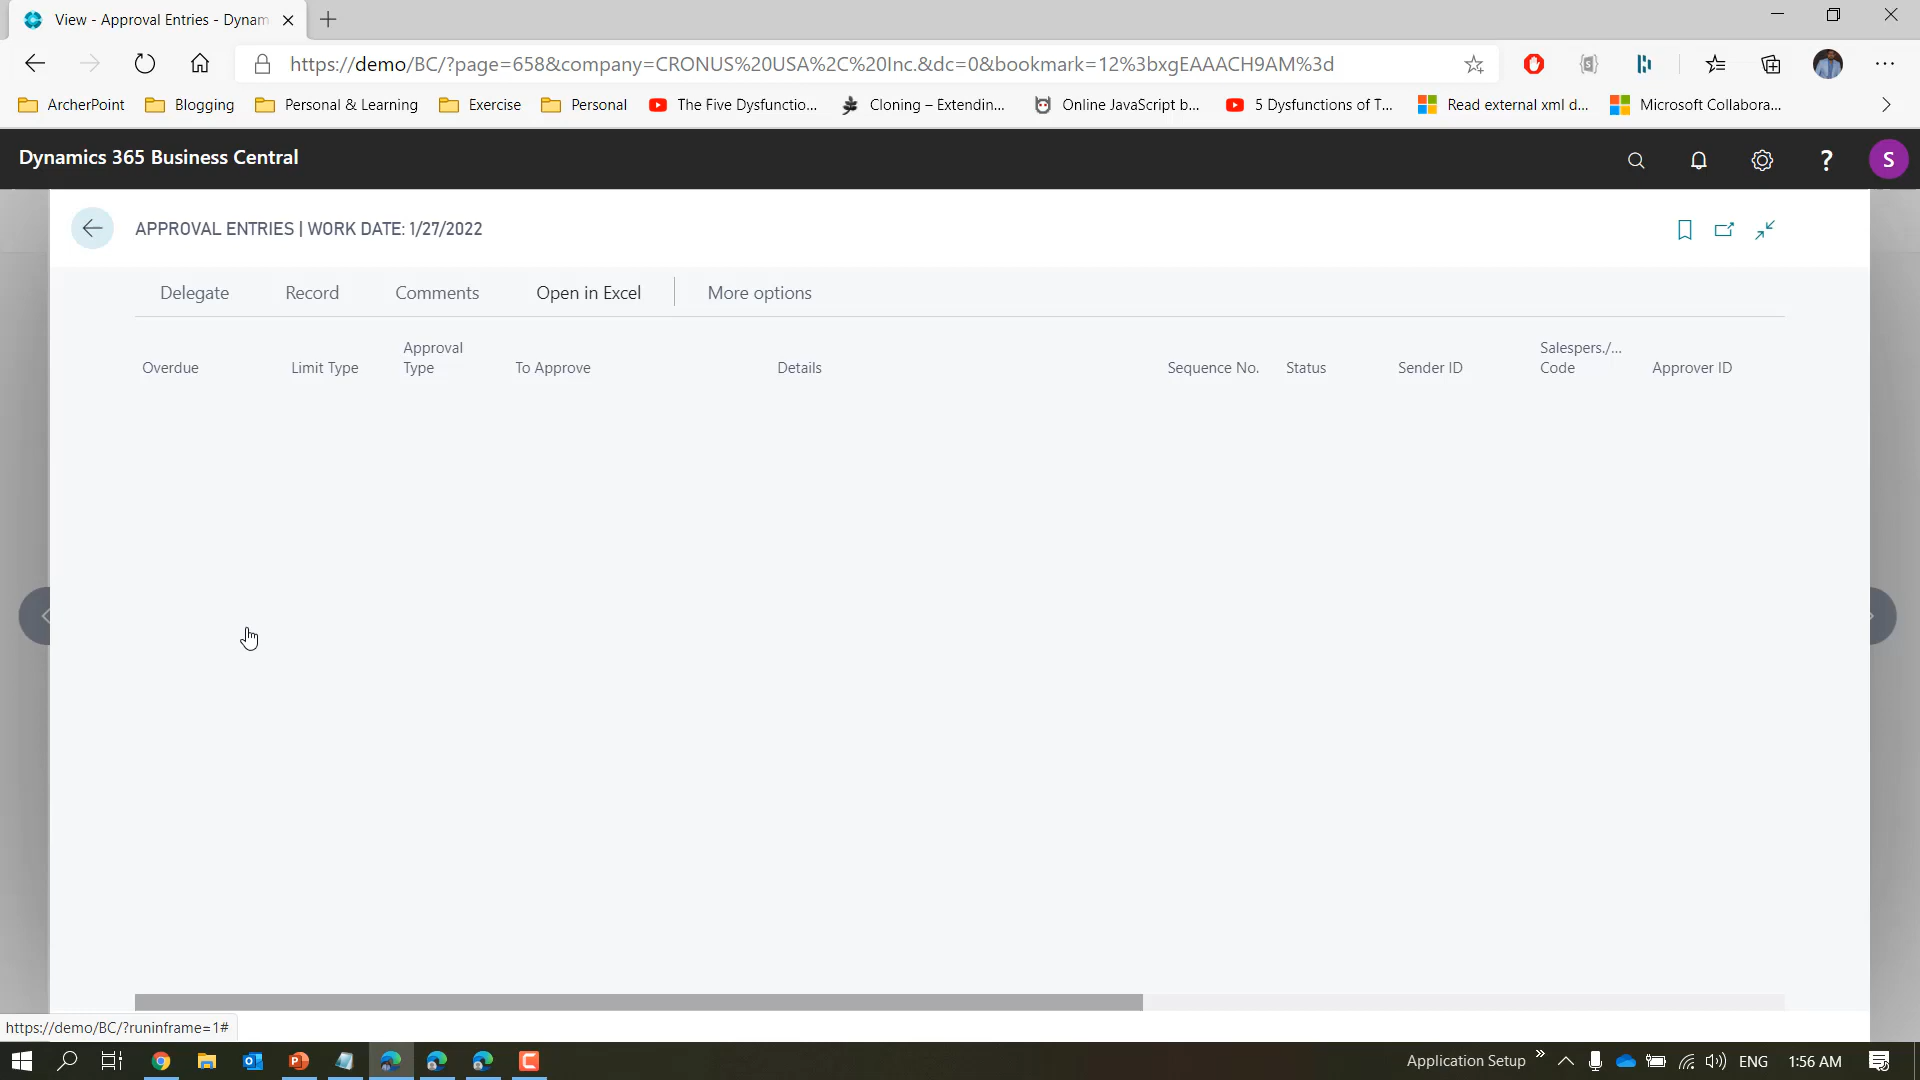 View - Approval Entries - Dynam
https://demo/BC/?page=658&company=CRONUS%20USA%2C%20Inc.&dc=0&bookmark=12%3bxgEAAACH9AM%3d
ArcherPoint Blogging Personal & Learning Exercise Personal The Five Dysfunctio... Cloning – Extendin... Online JavaScript b... 5 Dysfunctions of T... Read external xml d... Microsoft Collabora...
Dynamics 365 Business Central
S
APPROVAL ENTRIES | WORK DATE: 1/27/2022
Delegate Record Comments Open in Excel More options
Overdue Limit Type Approval Type To Approve Details Sequence No. Status Sender ID Salespers./... Code Approver ID
https://demo/BC/?runinframe=1#
Application Setup ENG 1:56 AM